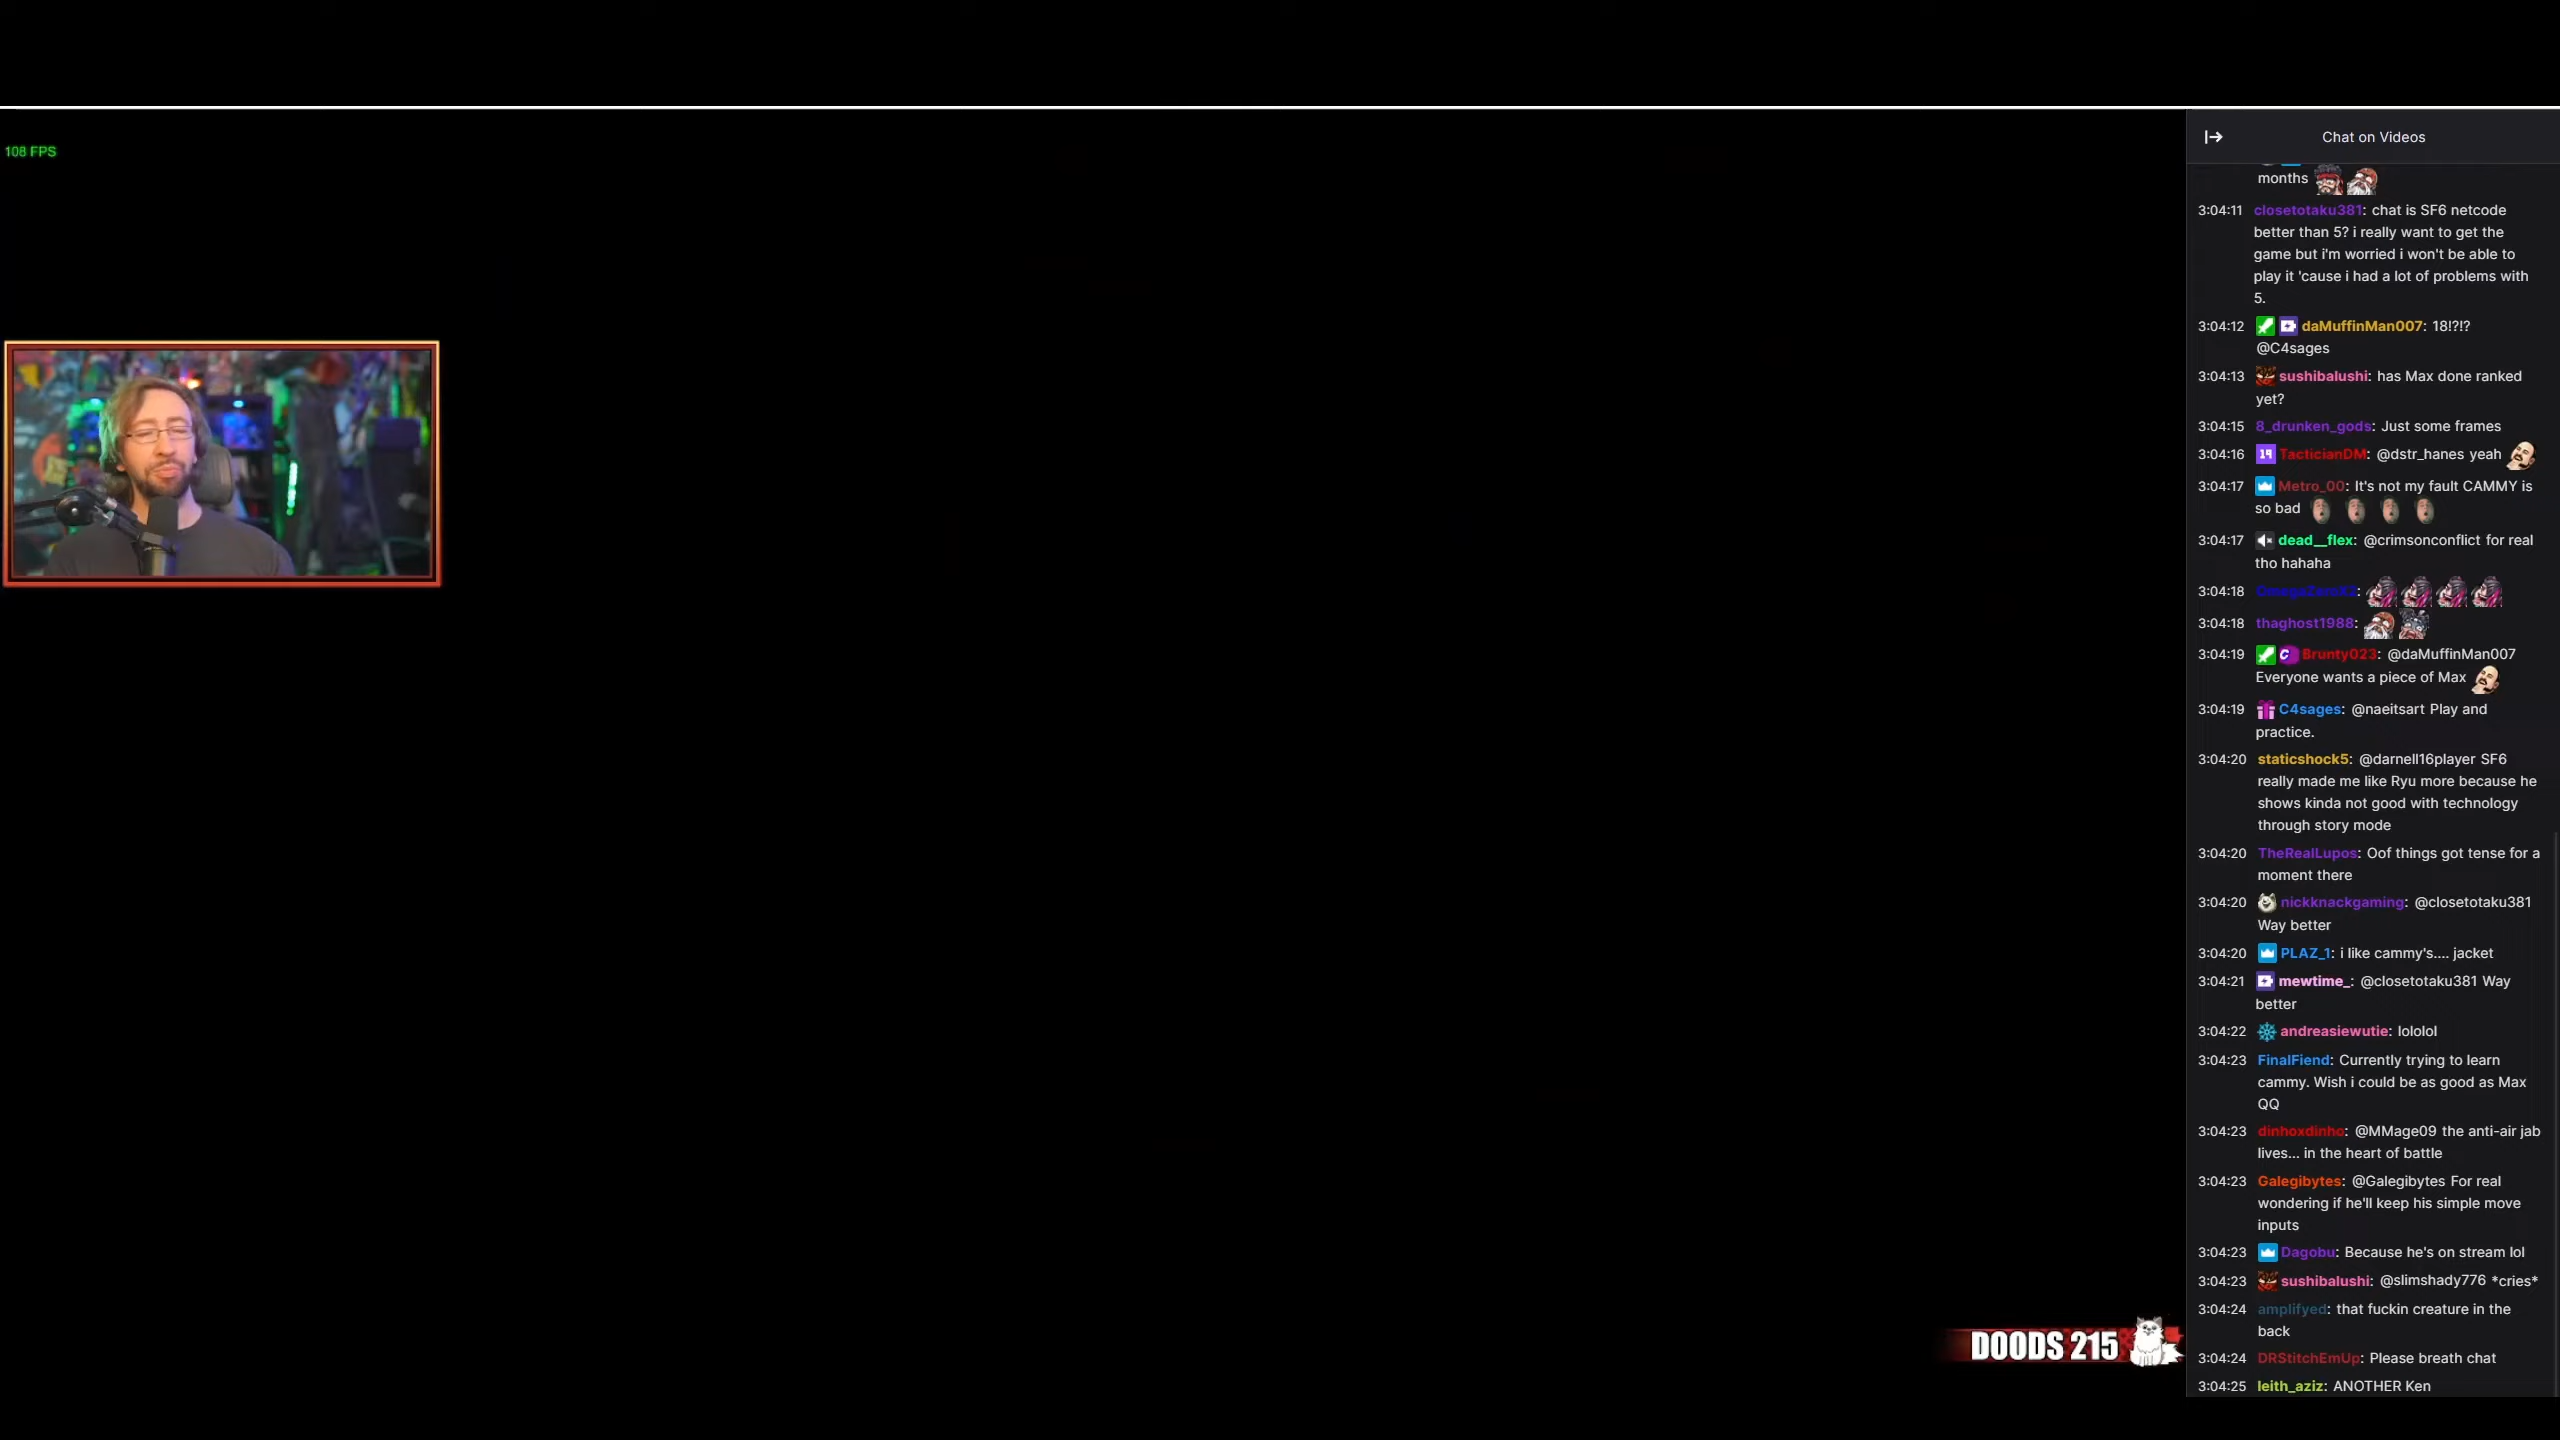 108 FPS
DOODS 215
Chat on Videos
months
3:04:11 closetotaku381: chat is SF6 netcode
better than 5? i really want to get the
game but i'm worried i won't be able to
play it 'cause i had a lot of problems with
5.
3:04:12 daMuffinMan007: 18!?!?
@C4sages
3:04:13 sushibalushi: has Max done ranked
yet?
3:04:15 8_drunken_gods: Just some frames
3:04:16 19 TacticianDM: @dstr_hanes yeah
3:04:17 Metro_00: It's not my fault CAMMY is
so bad
3:04:17 dead__flex: @crimsonconflict for real
tho hahaha
3:04:18
3:04:18 thaghost1988:
3:04:19 Brunty023: @daMuffinMan007
Everyone wants a piece of Max
3:04:19 C4sages: @naeitsart Play and
practice.
3:04:20 staticshock5: @darnell16player SF6
really made me like Ryu more because he
shows kinda not good with technology
through story mode
3:04:20 TheRealLupos: Oof things got tense for a
moment there
3:04:20 nickknackgaming: @closetotaku381
Way better
3:04:20 PLAZ_1: i like cammy's.... jacket
3:04:21 mewtime_: @closetotaku381 Way
better
3:04:22 andreasiewutie: lololol
3:04:23 FinalFiend: Currently trying to learn
cammy. Wish i could be as good as Max
QQ
3:04:23 dinhoxdinho: @MMage09 the anti-air jab
lives... in the heart of battle
3:04:23 Galegibytes: @Galegibytes For real
wondering if he'll keep his simple move
inputs
3:04:23 Dagobu: Because he's on stream lol
3:04:23 sushibalushi: @slimshady776 *cries*
3:04:24 amplifyed: that fuckin creature in the
back
3:04:24 DRStitchEmUp: Please breath chat
3:04:25 leith_aziz: ANOTHER Ken